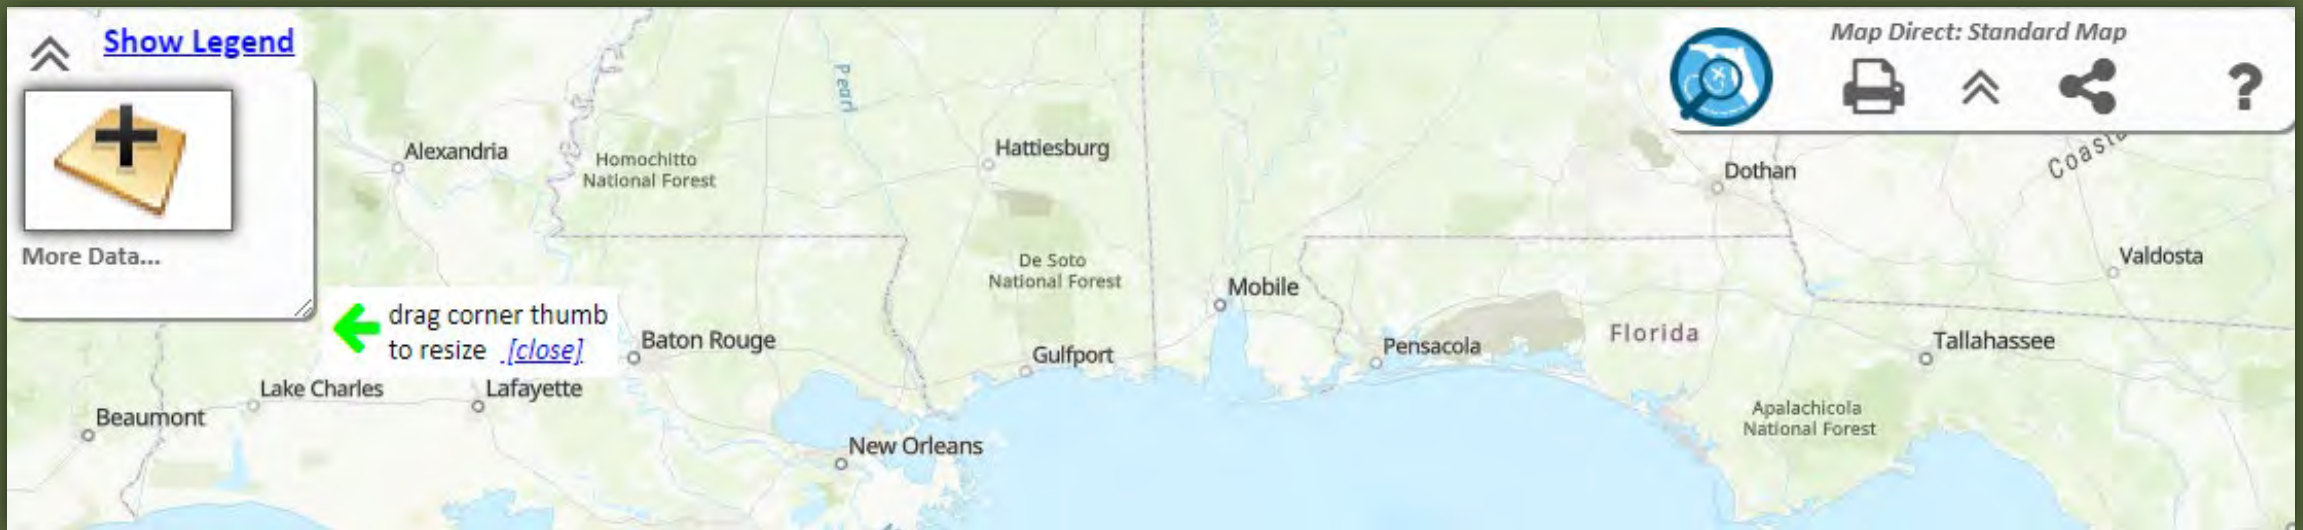 Show Legend
Map Direct: Standard Map
Pearl
Alexandria
Homochitto
National Forest
Hattiesburg
Dothan
More Data...
De Soto
National Forest
Valdosta
Mobile
drag corner thumb
to resize [close]
Baton Rouge
Gulfport
Pensacola
Florida
Tallahassee
Lake Charles
Lafayette
Beaumont
Apalachicola
National Forest
New Orleans